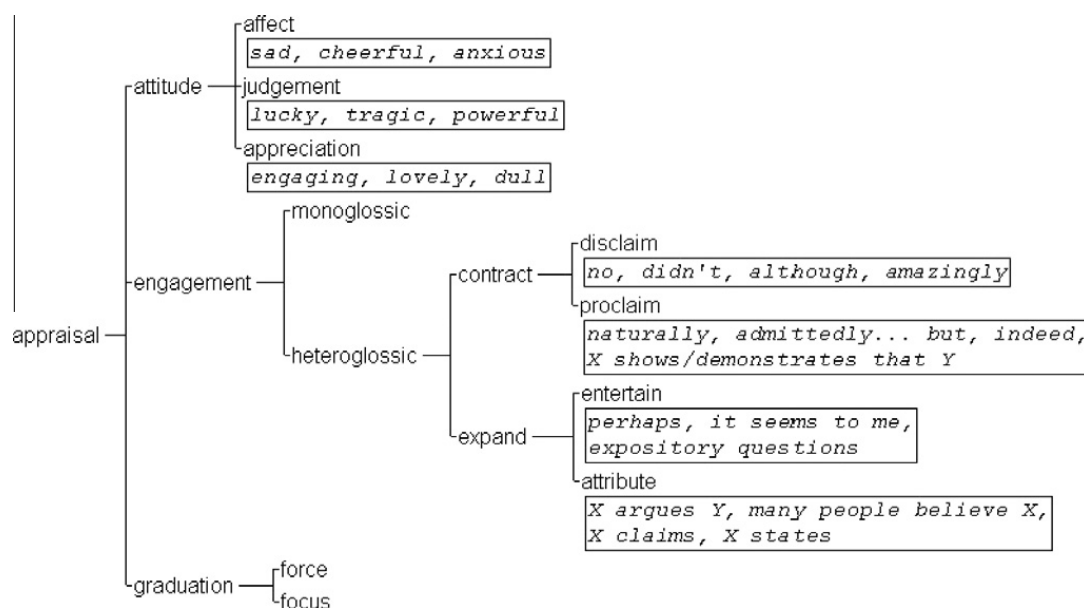 affect
sad, cheerful, anxious
attitude
judgement
lucky, tragic, powerful
appreciation
engaging, lovely, dull
monoglossic
disclaim
contract
no, didn't, although, amazingly
engagement
proclaim
appraisal
naturally, admittedly... but, indeed,
heteroglossic
X shows/demonstrates that Y
entertain
perhaps, it seems to me,
expand
expository questions
attribute
X argues Y, many people believe X,
X claims, X states
force
graduation
focus